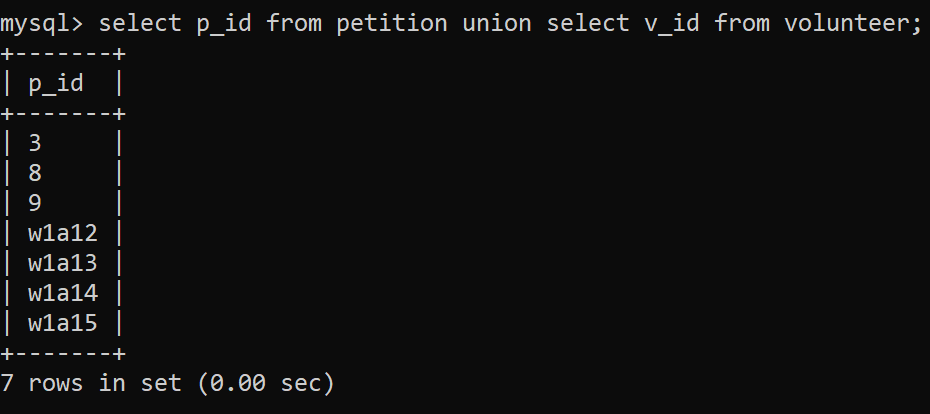 mysql> select p_id from petition union select v_id from volunteer;
+-------+
| p_id  |
+-------+
| 3     |
| 8     |
| 9     |
| w1a12 |
| w1a13 |
| w1a14 |
| w1a15 |
+-------+
7 rows in set (0.00 sec)